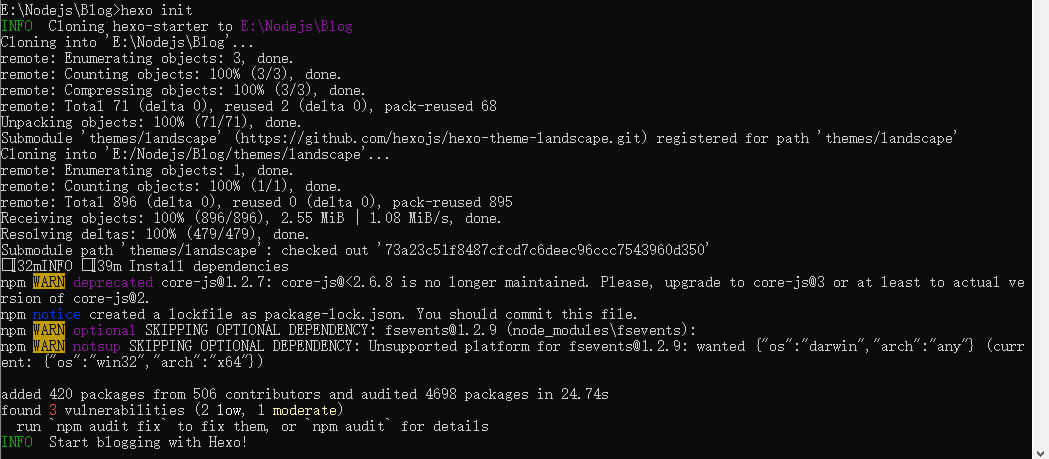 E:\Nodejs\Blog>hexo init
INFO  Cloning hexo-starter to E:\Nodejs\Blog
Cloning into 'E:\Nodejs\Blog'...
remote: Enumerating objects: 3, done.
remote: Counting objects: 100% (3/3), done.
remote: Compressing objects: 100% (3/3), done.
remote: Total 71 (delta 0), reused 2 (delta 0), pack-reused 68
Unpacking objects: 100% (71/71), done.
Submodule 'themes/landscape' (https://github.com/hexojs/hexo-theme-landscape.git) registered for path 'themes/landscape'
Cloning into 'E:/Nodejs/Blog/themes/landscape'...
remote: Enumerating objects: 1, done.
remote: Counting objects: 100% (1/1), done.
remote: Total 896 (delta 0), reused 0 (delta 0), pack-reused 895
Receiving objects: 100% (896/896), 2.55 MiB | 1.08 MiB/s, done.
Resolving deltas: 100% (479/479), done.
Submodule path 'themes/landscape': checked out '73a23c51f8487cfcd7c6deec96ccc7543960d350'
[32mINFO [39m Install dependencies
npm WARN deprecated core-js@1.2.7: core-js@<2.6.8 is no longer maintained. Please, upgrade to core-js@3 or at least to actual ve
rsion of core-js@2.
npm notice created a lockfile as package-lock.json. You should commit this file.
npm WARN optional SKIPPING OPTIONAL DEPENDENCY: fsevents@1.2.9 (node_modules\fsevents):
npm WARN notsup SKIPPING OPTIONAL DEPENDENCY: Unsupported platform for fsevents@1.2.9: wanted {"os":"darwin","arch":"any"} (curr
ent: {"os":"win32","arch":"x64"})
added 420 packages from 506 contributors and audited 4698 packages in 24.74s
found 3 vulnerabilities (2 low, 1 moderate)
  run `npm audit fix` to fix them, or `npm audit` for details
INFO  Start blogging with Hexo!